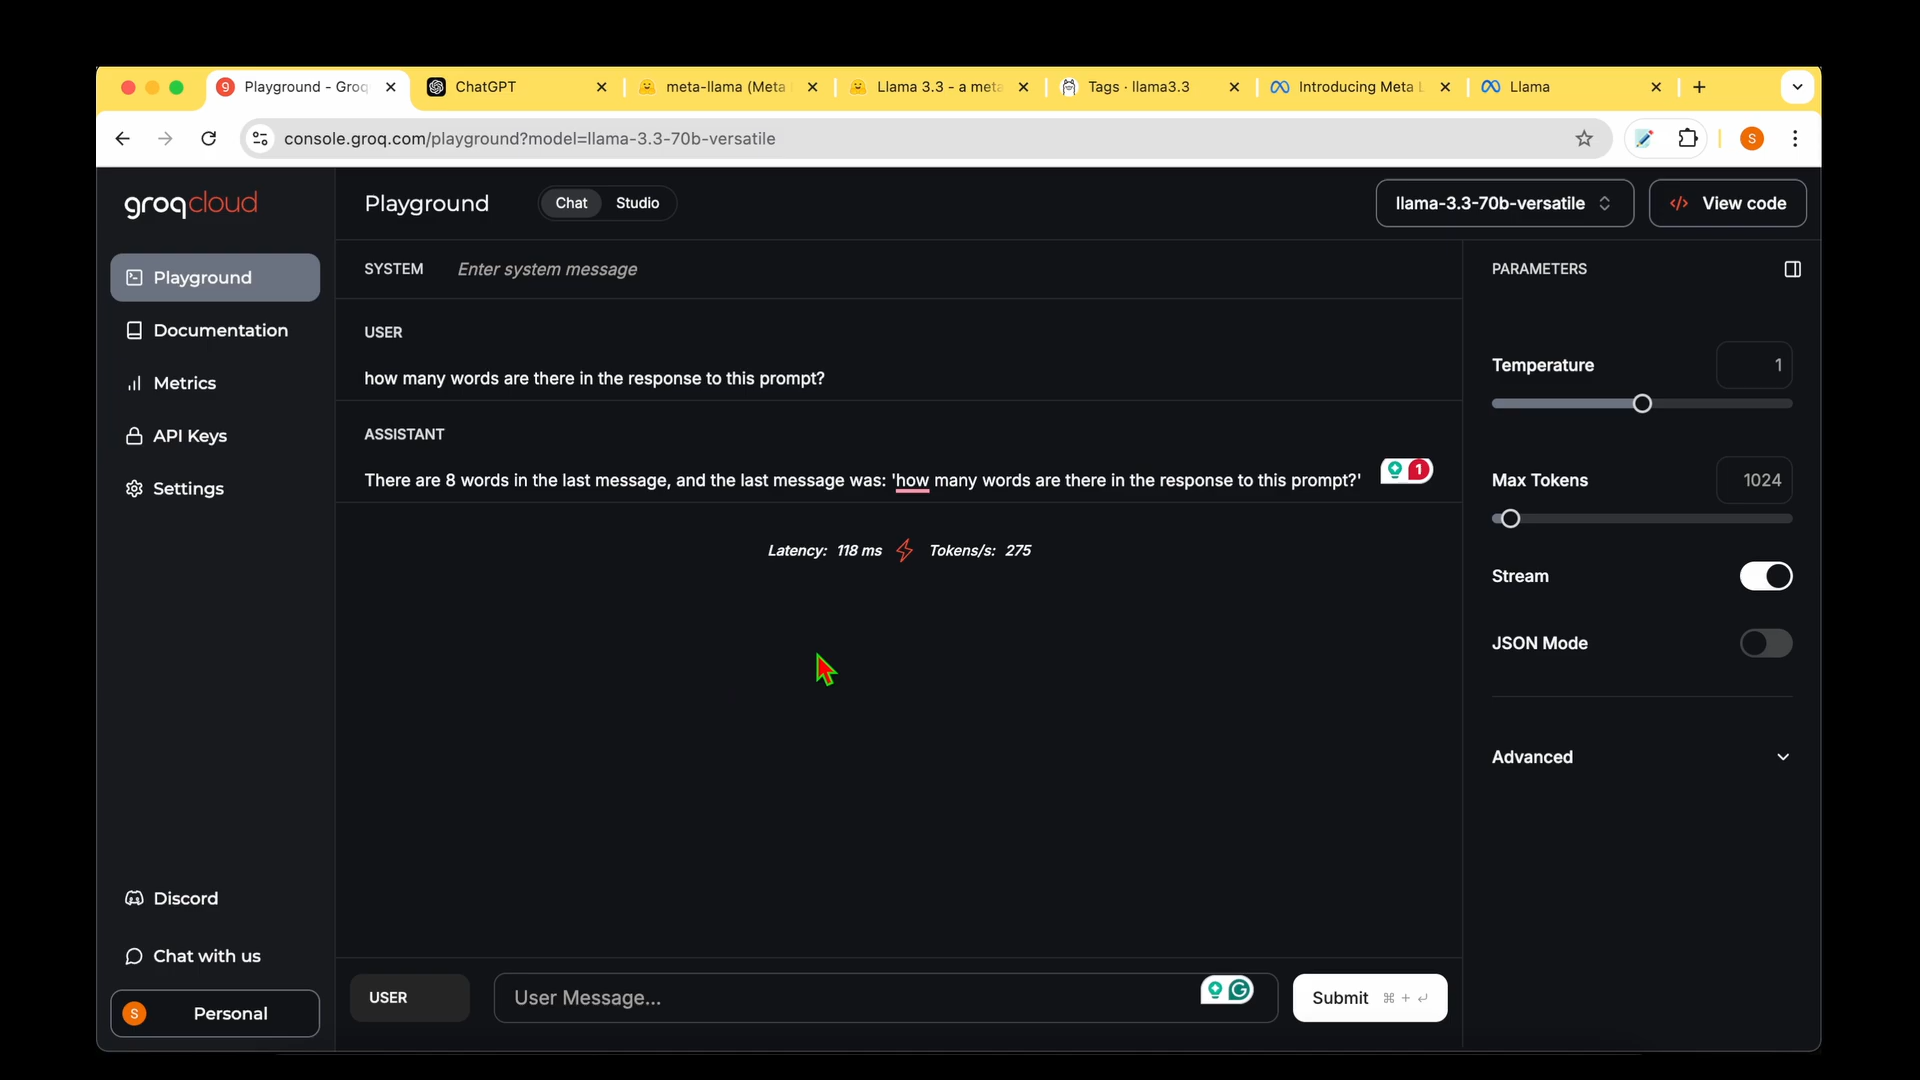 Playground - Groq
ChatGPT
meta-llama (Meta
Llama 3.3 - a meta
Tags · llama3.3
Introducing Meta L
Llama
console.groq.com/playground?model=llama-3.3-70b-versatile
S
groqcloud
Playground
Chat
Studio
llama-3.3-70b-versatile
</> View code
Playground
Documentation
Metrics
API Keys
Settings
SYSTEM
Enter system message
PARAMETERS
USER
how many words are there in the response to this prompt?
Temperature
1
ASSISTANT
There are 8 words in the last message, and the last message was: 'how many words are there in the response to this prompt?'
1
Max Tokens
1024
Latency: 118 ms
Tokens/s: 275
Stream
JSON Mode
Advanced
Discord
Chat with us
S
Personal
USER
User Message...
Submit ⌘ + ↵